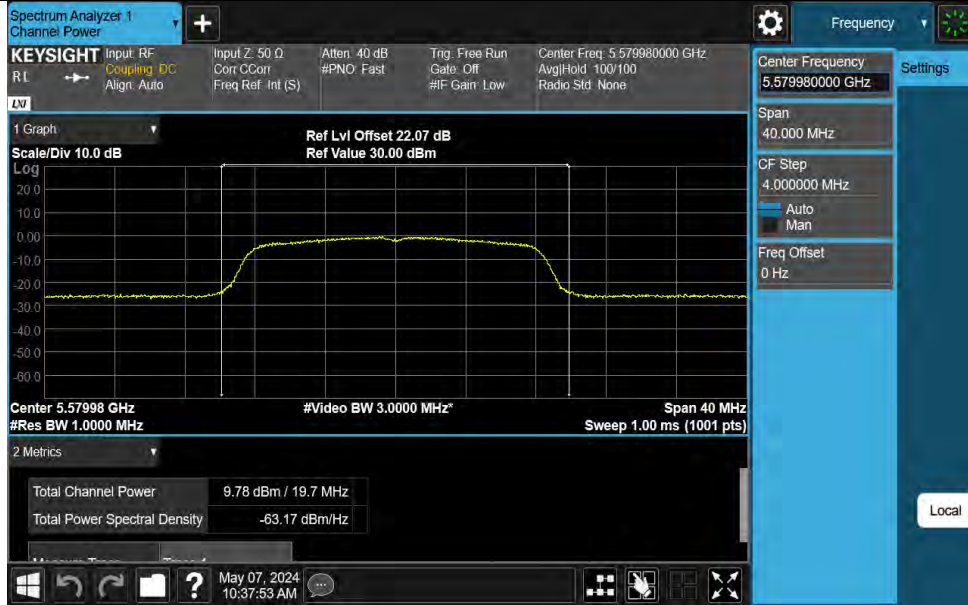 Spectrum Analyzer 1
Channel Power
+
Frequency
KEYSIGHT
Input: RF
Coupling: DC
Align: Auto
Input Z: 50 Ω
Corr CCorr
Freq Ref: Int (S)
Atten: 40 dB
#PNO: Fast
Trig: Free Run
Gate: Off
#IF Gain: Low
Center Freq: 5.579980000 GHz
Avg|Hold: 100/100
Radio Std: None
LXI
Center Frequency
5.579980000 GHz
Settings
Span
40.000 MHz
CF Step
4.000000 MHz
Auto
Man
Freq Offset
0 Hz
1 Graph
Scale/Div 10.0 dB
Ref Lvl Offset 22.07 dB
Ref Value 30.00 dBm
Log
20.0
10.0
0.00
-10.0
-20.0
-30.0
-40.0
-50.0
-60.0
Center 5.57998 GHz
#Video BW 3.0000 MHz*
Span 40 MHz
#Res BW 1.0000 MHz
Sweep 1.00 ms (1001 pts)
2 Metrics
Total Channel Power
9.78 dBm / 19.7 MHz
Total Power Spectral Density
-63.17 dBm/Hz
Local
?
May 07, 2024
10:37:53 AM